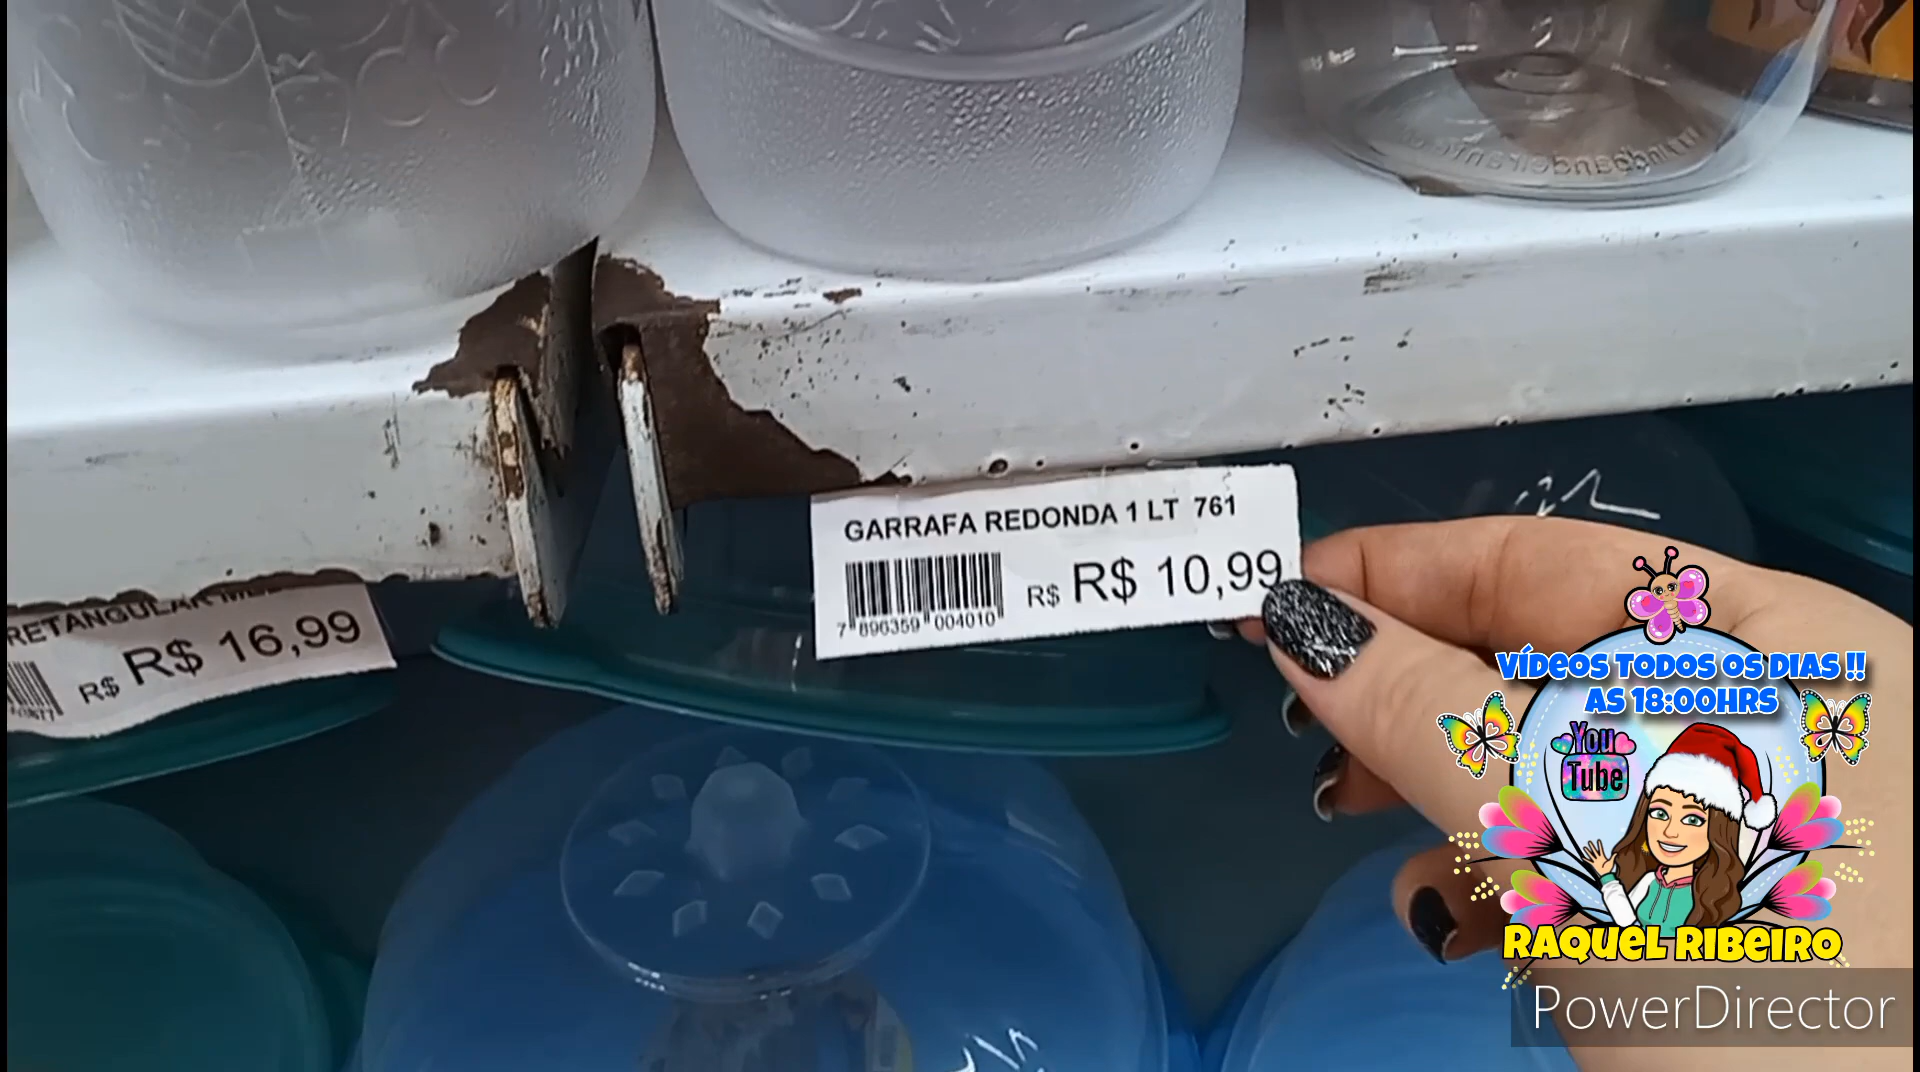 GARRAFA REDONDA 1 LT 761
R$ R$ 10,99
7 896359 004010
RETANGULAR
R$ R$ 16,99
VÍDEOS TODOS OS DIAS !!
AS 18:00HRS
You
Tube
RAQUEL RIBEIRO
PowerDirector